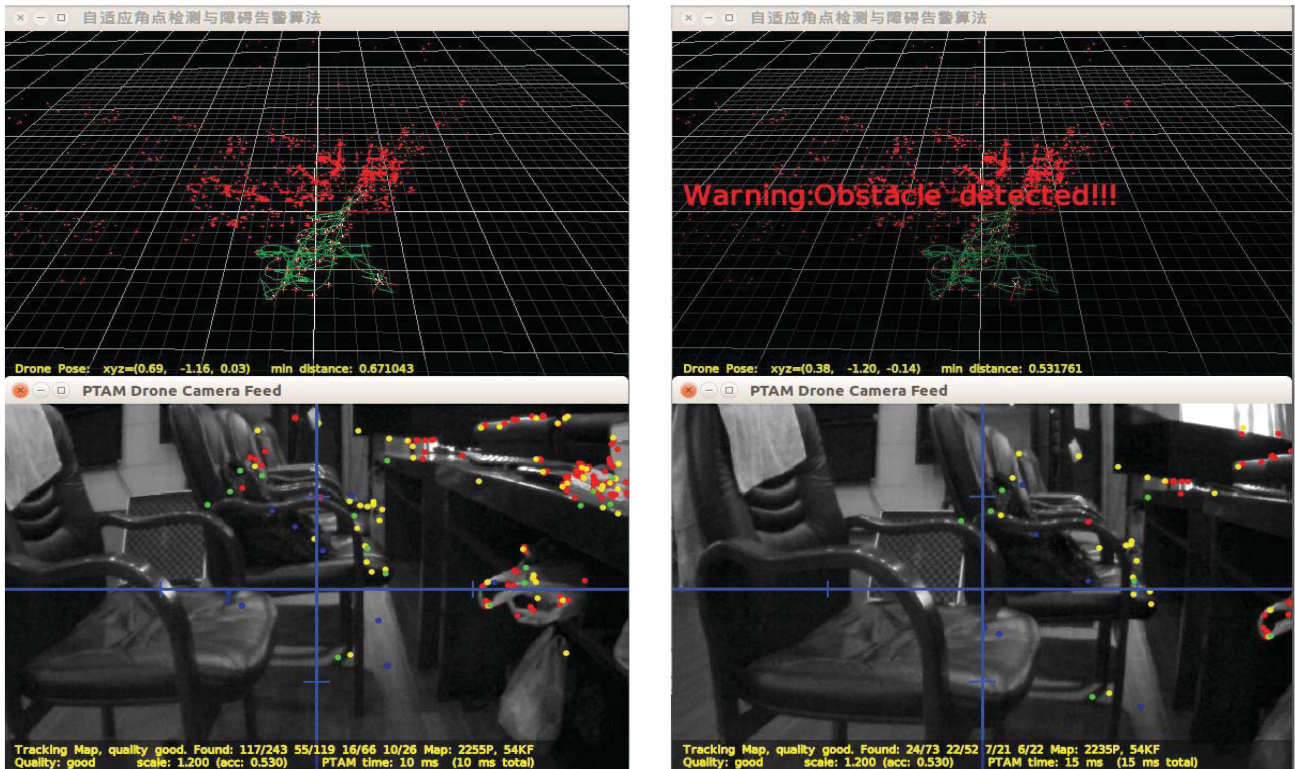 自适应角点检测与障碍告警算法
Drone Pose: xyz=(0.69, -1.16, 0.03) min distance: 0.671043
PTAM Drone Camera Feed
Tracking Map, quality good. Found: 117/243 55/119 16/66 10/26 Map: 2255P, 54KF
Quality: good scale: 1.200 (acc: 0.530) PTAM time: 10 ms (10 ms total)
自适应角点检测与障碍告警算法
Warning:Obstacle detected!!!
Drone Pose: xyz=(0.38, -1.20, -0.14) min distance: 0.531761
PTAM Drone Camera Feed
Tracking Map, quality good. Found: 24/73 22/52 7/21 6/22 Map: 2235P, 54KF
Quality: good scale: 1.200 (acc: 0.530) PTAM time: 15 ms (15 ms total)